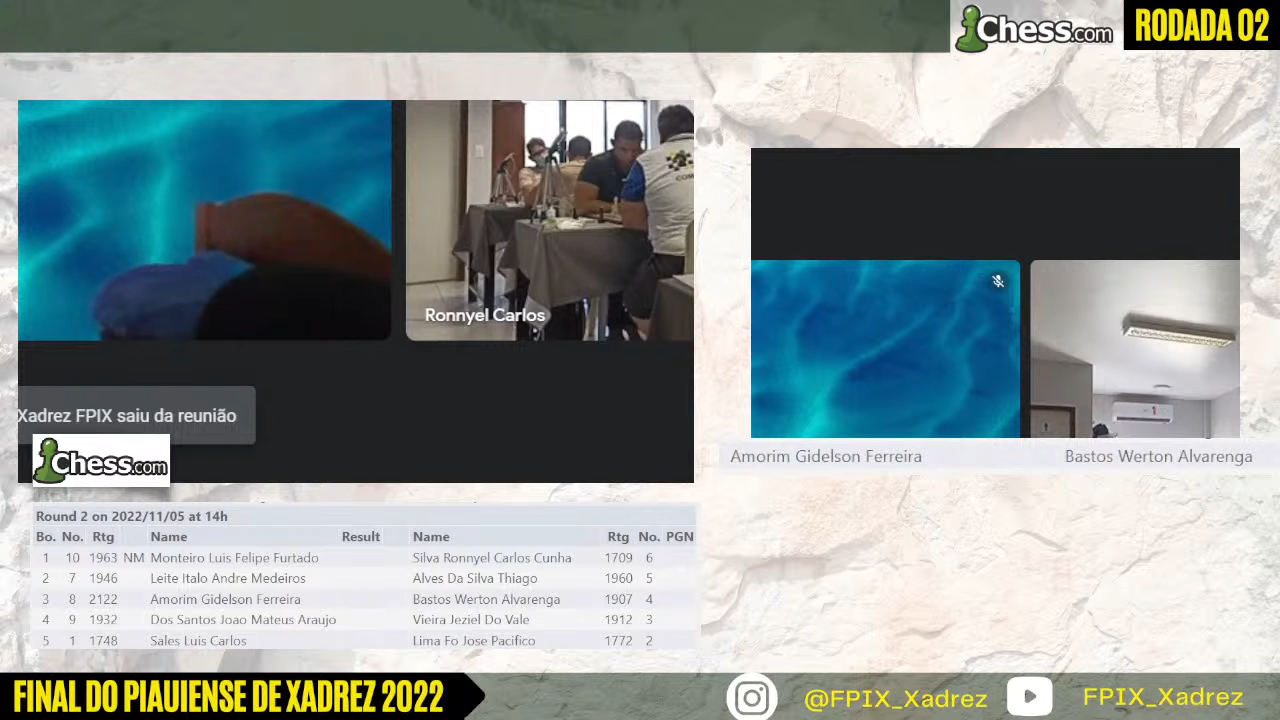 Chess.com
RODADA 02
Ronnyel Carlos
Xadrez FPIX saiu da reunião
Chess.com
Amorim Gidelson Ferreira
Bastos Werton Alvarenga
Round 2 on 2022/11/05 at 14h
Bo. No. Rtg Name Result Name Rtg No. PGN
1 10 1963 NM Monteiro Luis Felipe Furtado Silva Ronnyel Carlos Cunha 1709 6
2 7 1946 Leite Italo Andre Medeiros Alves Da Silva Thiago 1960 5
3 8 2122 Amorim Gidelson Ferreira Bastos Werton Alvarenga 1907 4
4 9 1932 Dos Santos Joao Mateus Araujo Vieira Jeziel Do Vale 1912 3
5 1 1748 Sales Luis Carlos Lima Fo Jose Pacifico 1772 2
FINAL DO PIAUIENSE DE XADREZ 2022
@FPIX_Xadrez
FPIX_Xadrez